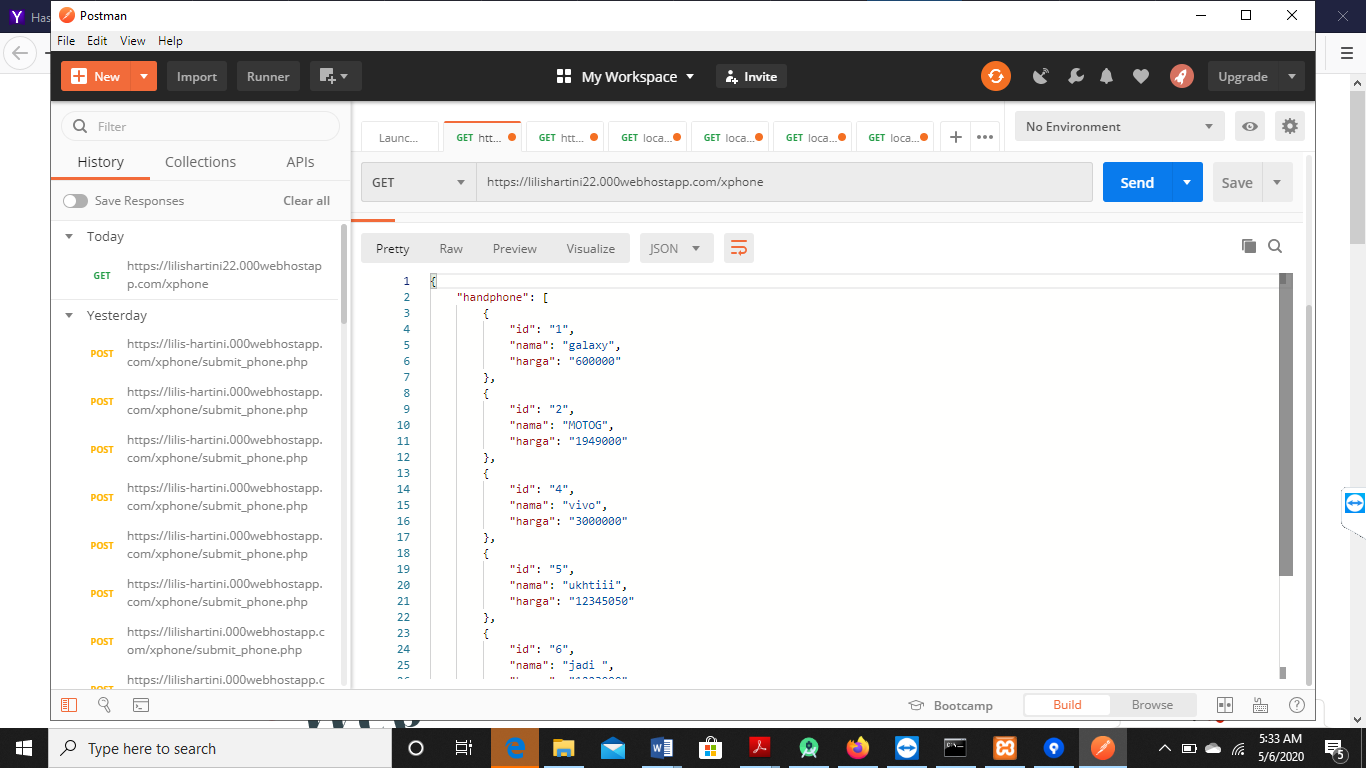 Has
Postman
File Edit View Help
New Import Runner My Workspace Invite Upgrade
Filter
History Collections APIs
Save Responses Clear all
Today
GET https://lilishartini22.000webhostap
p.com/xphone
Yesterday
POST https://lilis-hartini.000webhostapp.
com/xphone/submit_phone.php
POST https://lilis-hartini.000webhostapp.
com/xphone/submit_phone.php
POST https://lilis-hartini.000webhostapp.
com/xphone/submit_phone.php
POST https://lilis-hartini.000webhostapp.
com/xphone/submit_phone.php
POST https://lilis-hartini.000webhostapp.
com/xphone/submit_phone.php
POST https://lilis-hartini.000webhostapp.
com/xphone/submit_phone.php
POST https://lilishartini.000webhostapp.c
om/xphone/submit_phone.php
POST https://lilishartini.000webhostapp.c
Launc... GET htt... GET htt... GET loca... GET loca... GET loca... GET loca... No Environment
GET https://lilishartini22.000webhostapp.com/xphone Send Save
Pretty Raw Preview Visualize JSON
1 {
2 "handphone": [
3 {
4 "id": "1",
5 "nama": "galaxy",
6 "harga": "600000"
7 },
8 {
9 "id": "2",
10 "nama": "MOTOG",
11 "harga": "1949000"
12 },
13 {
14 "id": "4",
15 "nama": "vivo",
16 "harga": "3000000"
17 },
18 {
19 "id": "5",
20 "nama": "ukhtiii",
21 "harga": "12345050"
22 },
23 {
24 "id": "6",
25 "nama": "jadi ",
Bootcamp Build Browse
Type here to search
5:33 AM
5/6/2020
5